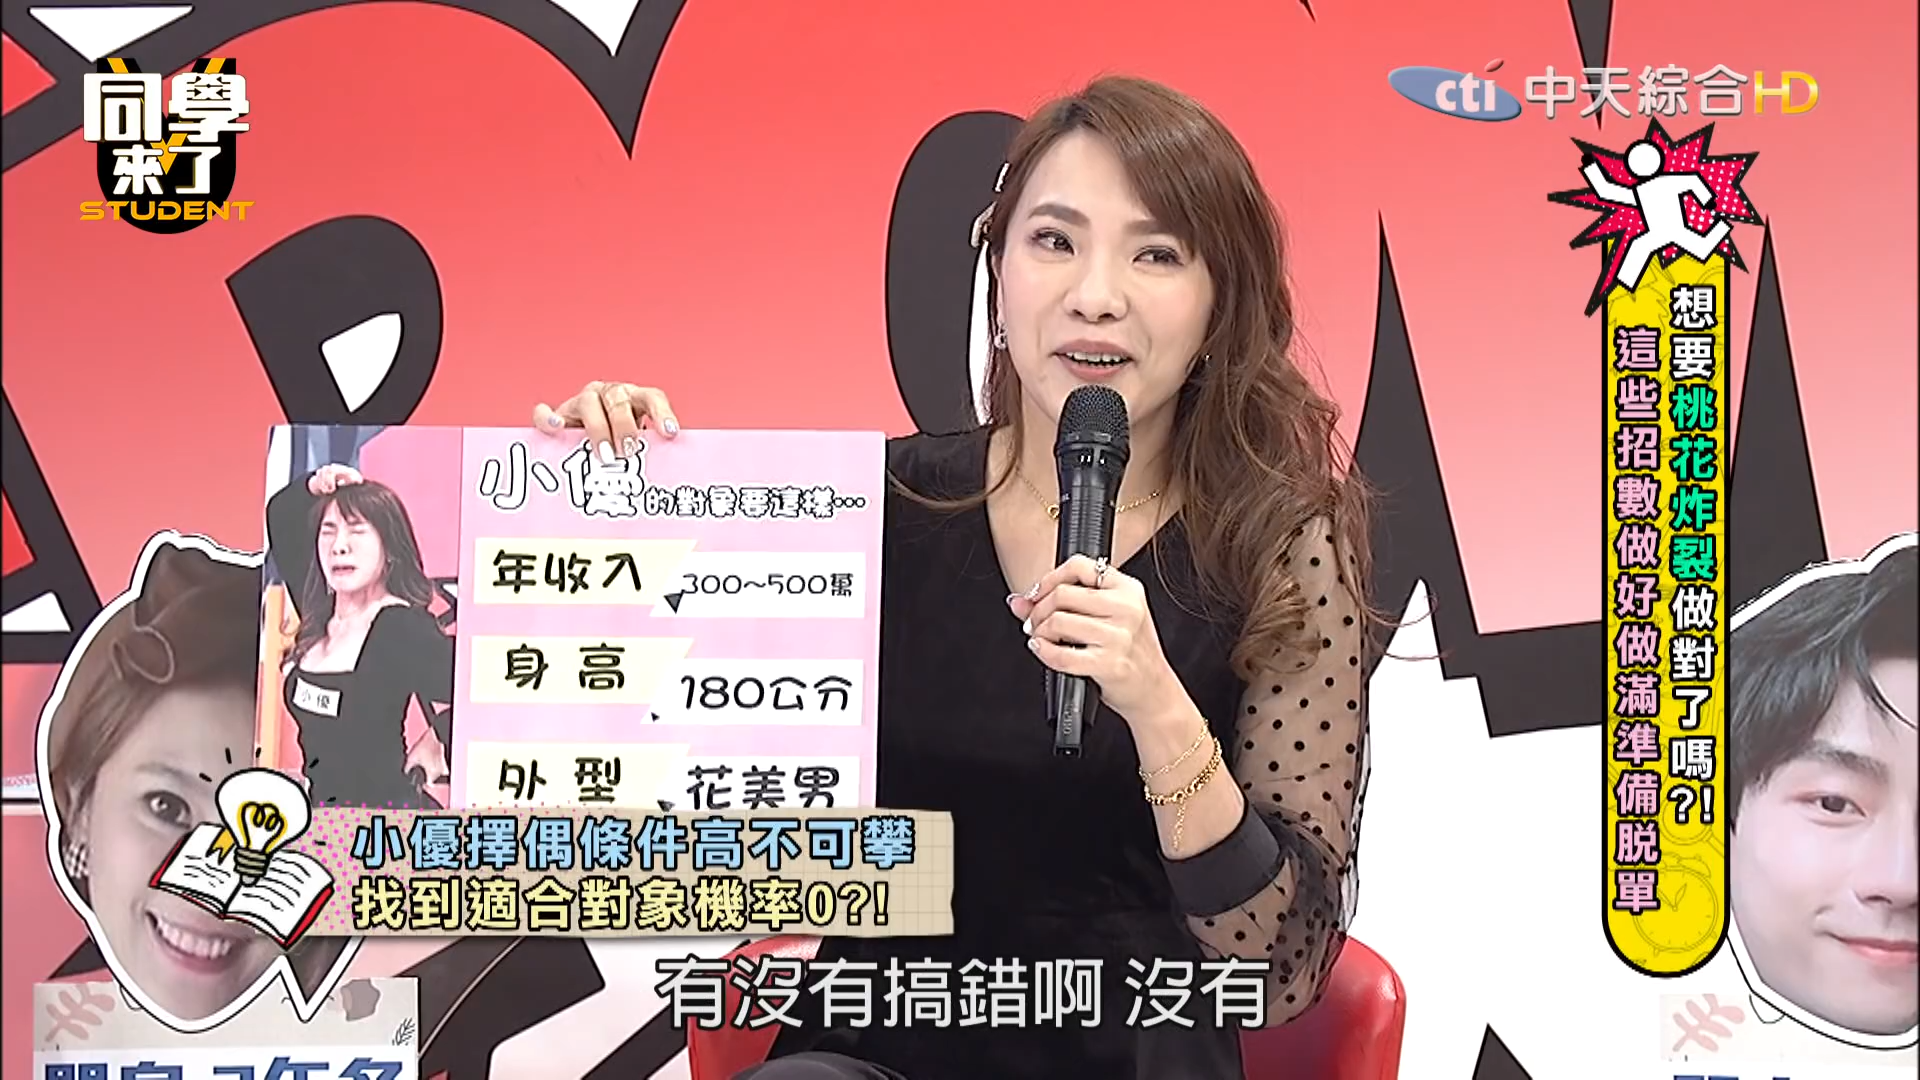 同學
來了
STUDENT
cti 中天綜合HD
想要桃花炸裂做對了嗎?!
這些招數做好做滿準備脫單
小優的對象要這樣…
年收入 300~500萬
身高 180公分
外型 花美男
小優
小優擇偶條件高不可攀
找到適合對象機率0?!
有沒有搞錯啊 沒有